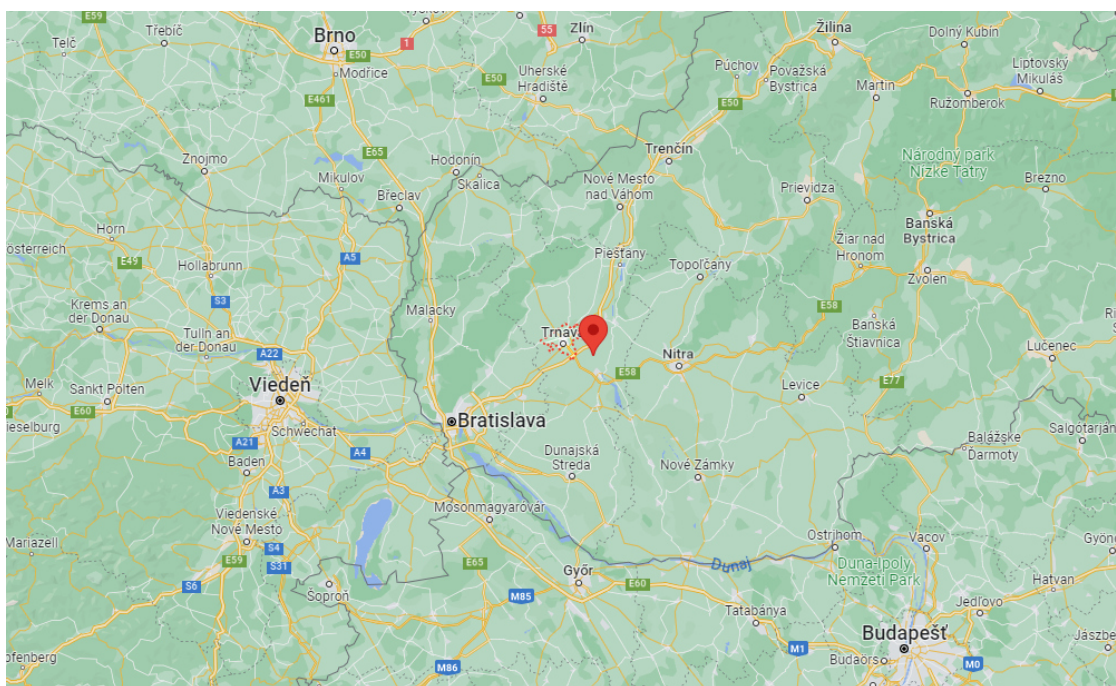 E59
Třebíč
Telč
Brno
E50
Modřice
1
55
Zlín
Uherské
Hradiště
E50
Žilina
Dolný Kubín
Púchov
Považská
Bystrica
Martin
Liptovský
Mikuláš
Ružomberok
E50
E461
E65
Znojmo
Mikulov
Hodonín
Skalica
Břeclav
Trenčín
Nové Mesto
nad Váhom
Prievidza
Národný park
Nízke Tatry
Brezno
Banská
Bystrica
Horn
E49
Hollabrunn
A5
S3
Piešťany
Topoľčany
Žiar nad
Hronom
Zvolen
Krems an
der Donau
Tulln an
der Donau
A22
Malacky
Trnava
E58
Banská
Štiavnica
Nitra
E58
Lučenec
E77
Levice
Melk
Sankt Pölten
E60
Viedeň
Schwechat
A21
A4
Baden
A3
Bratislava
Dunajská
Streda
Nové Zámky
Balážske
Ďarmoty
Mosonmagyaróvár
Viedenské
Nové Mesto
E59
S4
S31
S6
Mariazell
Šoproň
E65
Győr
E60
M85
M86
Dunaj
Ostrihom
Vacov
Duna-Ipoly
Nemzeti Park
Hatvan
Tatabánya
Jedľovo
M1
Budapešť
Budaörs
M0